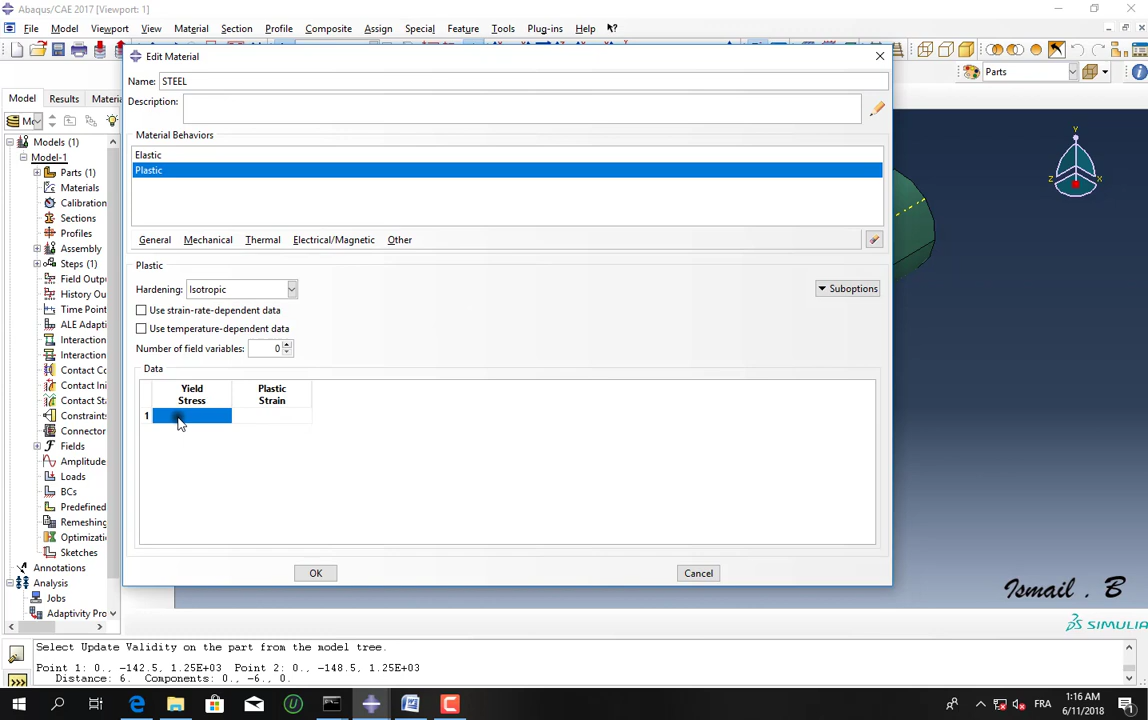 Abaqus/CAE 2017 [Viewport: 1]
File Model Viewport View Material Section Profile Composite Assign Special Feature Tools Plug-ins Help
Edit Material
Parts
Name: STEEL
Model Results Materia
Description:
Material Behaviors
Models (1)
Elastic
Model-1
Plastic
Parts (1)
Materials
Calibration
Sections
Profiles
General Mechanical Thermal Electrical/Magnetic Other
Assembly
Steps (1)
Plastic
Field Outp
Hardening: Isotropic
Suboptions
History Ou
Use strain-rate-dependent data
Time Point
ALE Adapti
Use temperature-dependent data
Interaction
Number of field variables: 0
Interaction
Contact Co
Data
Contact Ini
Yield Stress
Plastic Strain
Contact Sta
1
Constraints
Connector
Fields
Amplitude
Loads
BCs
Predefined
Remeshing
Optimizati
Sketches
Annotations
OK Cancel
Analysis
Jobs
Adaptivity Pro
Ismail . B
SIMULIA
Select Update Validity on the part from the model tree.
Point 1: 0., -142.5, 1.25E+03 Point 2: 0., -148.5, 1.25E+03
Distance: 6. Components: 0., -6., 0.
X
Y
Z
FRA
1:16 AM
6/11/2018